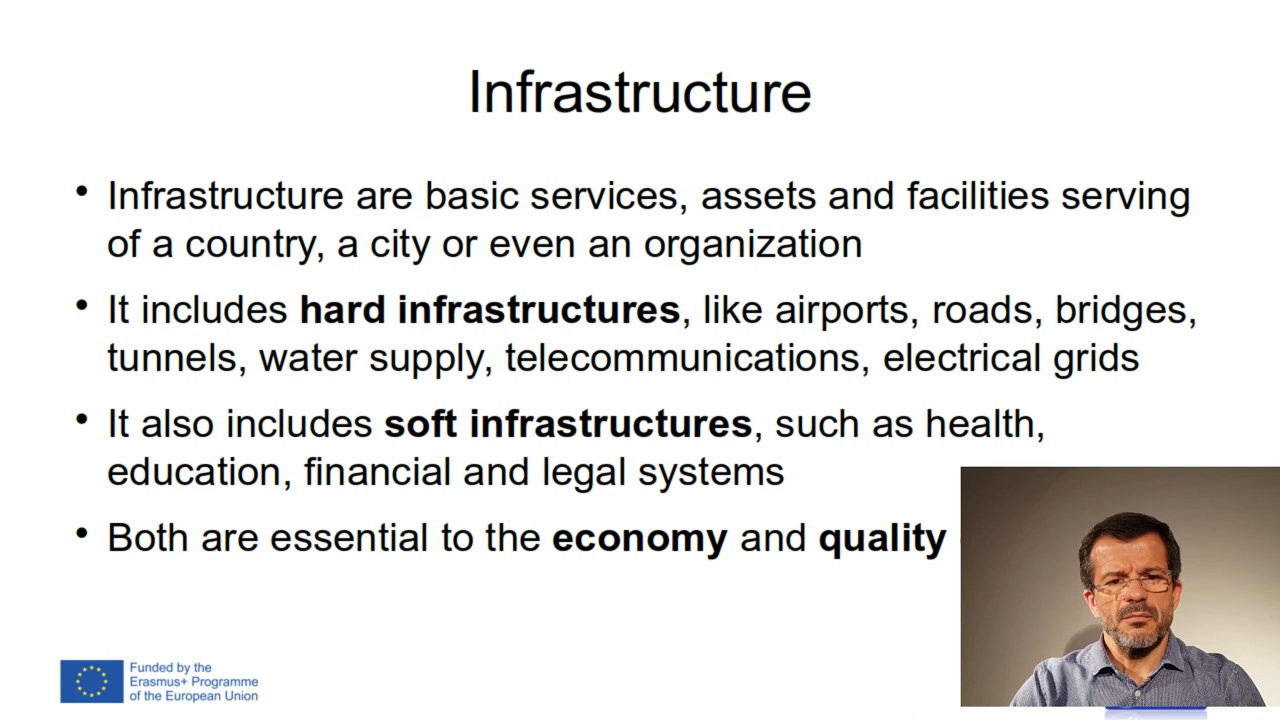 Infrastructure
• Infrastructure are basic services, assets and facilities serving
of a country, a city or even an organization
• It includes hard infrastructures, like airports, roads, bridges,
tunnels, water supply, telecommunications, electrical grids
• It also includes soft infrastructures, such as health,
education, financial and legal systems
• Both are essential to the economy and quality
Funded by the
Erasmus+ Programme
of the European Union